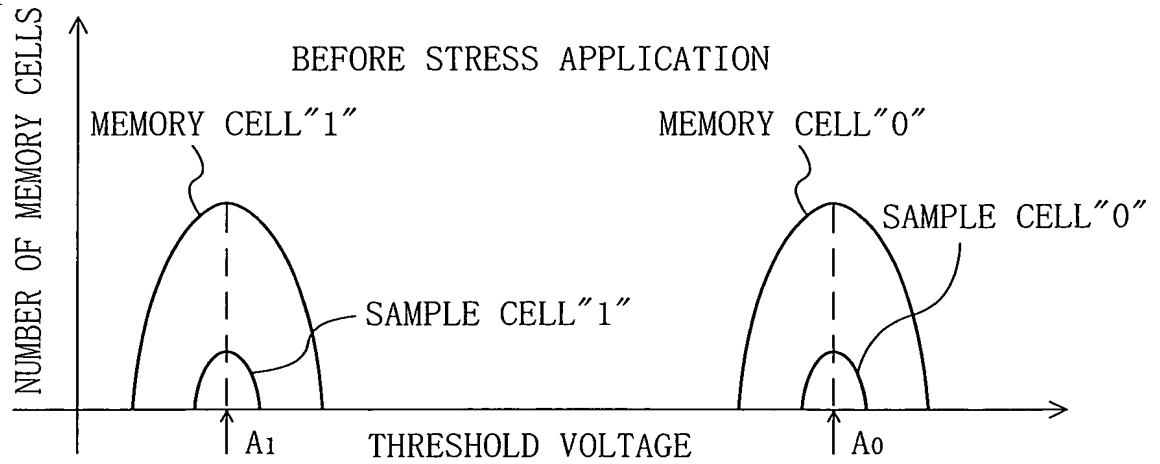 NUMBER OF MEMORY CELLS
BEFORE STRESS APPLICATION
MEMORY CELL"1"
MEMORY CELL"0"
SAMPLE CELL"0"
SAMPLE CELL"1"
A1
THRESHOLD VOLTAGE
A0